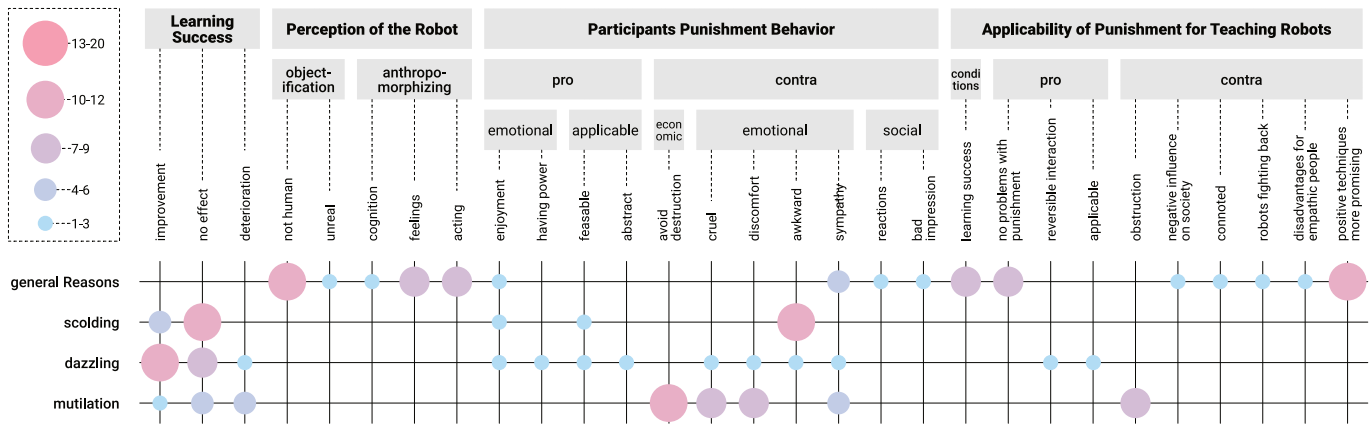 13-20
10-12
7-9
4-6
1-3
Learning
Success
Perception of the Robot
Participants Punishment Behavior
Applicability of Punishment for Teaching Robots
object-
ification
anthropo-
morphizing
pro
contra
condi
tions
pro
contra
emotional
applicable
econ
omic
emotional
social
improvement
no effect
deterioration
not human
unreal
cognition
feelings
acting
enjoyment
having power
feasable
abstract
avoid
destruction
cruel
discomfort
awkward
sympathy
reactions
bad
impression
learning success
no problems with
punishment
reversible interaction
applicable
obstruction
negative influence
on society
connoted
robots fighting back
disadvantages for
empathic people
positive techniques
more promising
general Reasons
scolding
dazzling
mutilation